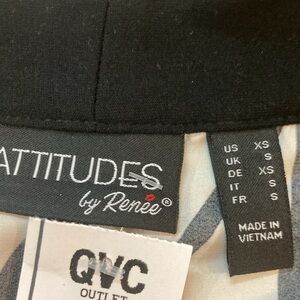 ATTITUDES
by Renée®
QVC
OUTLET
US XS
UK S
DE XS
IT S
FR S
MADE IN
VIETNAM